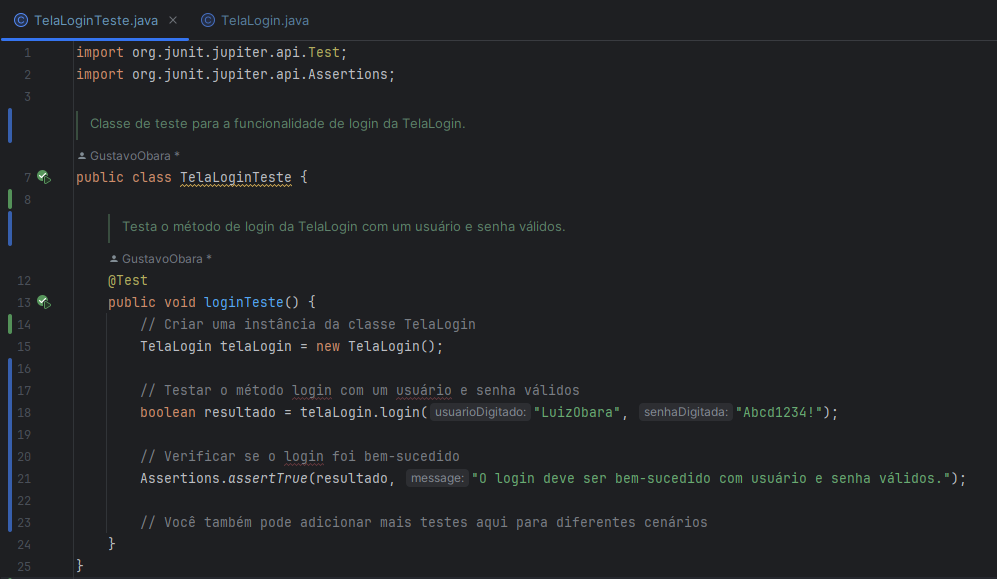 TelaLoginTeste.java × TelaLogin.java
1 import org.junit.jupiter.api.Test;
2 import org.junit.jupiter.api.Assertions;
3
Classe de teste para a funcionalidade de login da TelaLogin.
GustavoObara *
7 public class TelaLoginTeste {
8
Testa o método de login da TelaLogin com um usuário e senha válidos.
GustavoObara *
12 @Test
13 public void loginTeste() {
14 // Criar uma instância da classe TelaLogin
15 TelaLogin telaLogin = new TelaLogin();
16
17 // Testar o método login com um usuário e senha válidos
18 boolean resultado = telaLogin.login( usuarioDigitado: "LuizObara", senhaDigitada: "Abcd1234!");
19
20 // Verificar se o login foi bem-sucedido
21 Assertions.assertTrue(resultado, message: "O login deve ser bem-sucedido com usuário e senha válidos.");
22
23 // Você também pode adicionar mais testes aqui para diferentes cenários
24 }
25 }